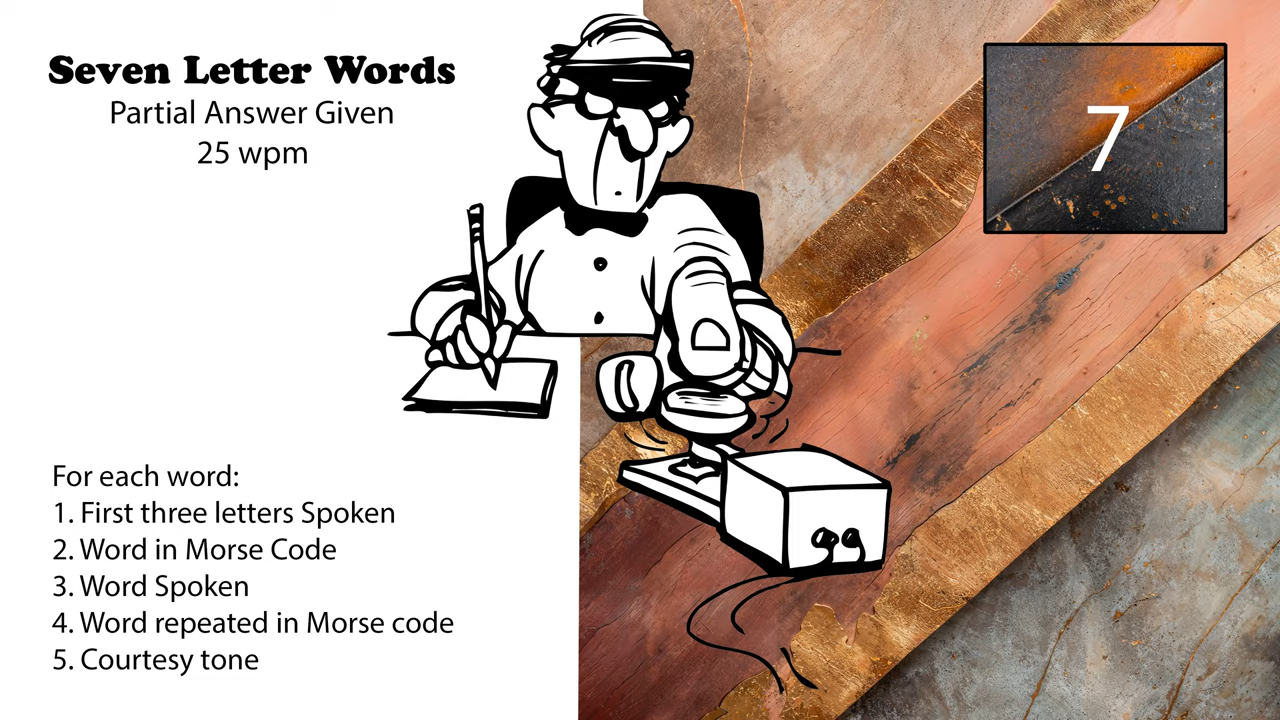 Seven Letter Words
Partial Answer Given
25 wpm
7
For each word:
1. First three letters Spoken
2. Word in Morse Code
3. Word Spoken
4. Word repeated in Morse code
5. Courtesy tone